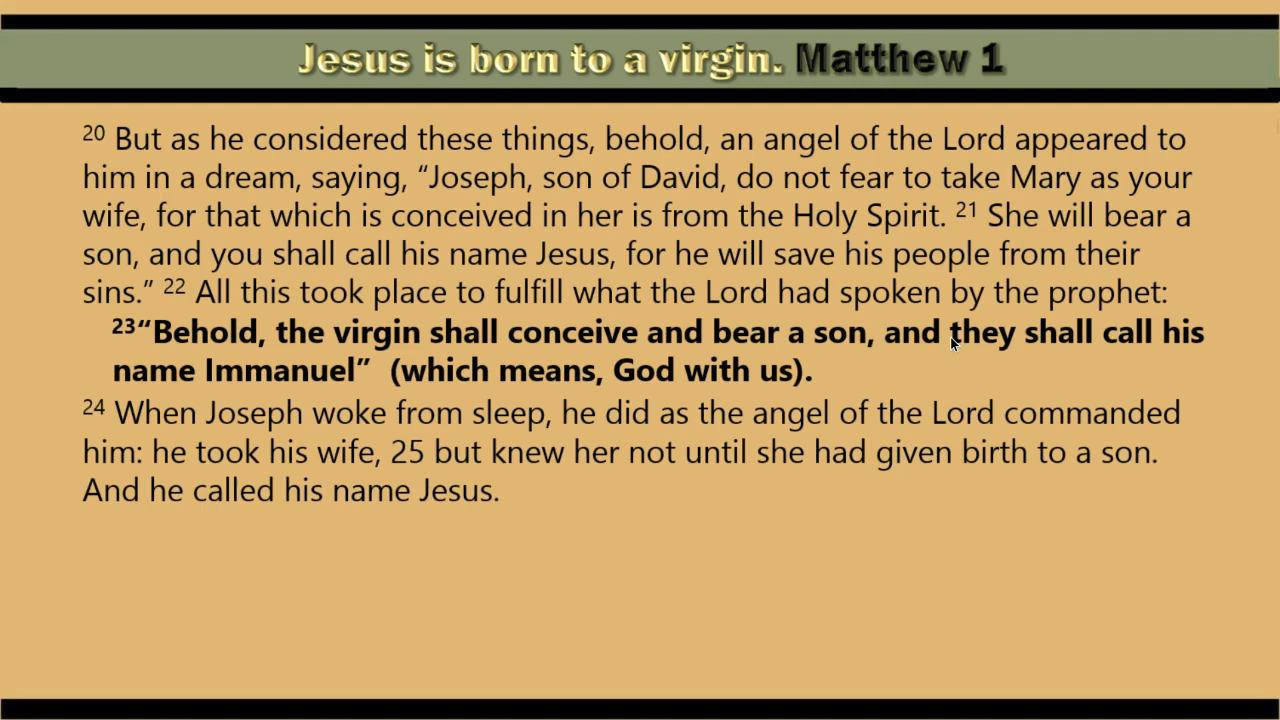 Jesus is born to a virgin. Matthew 1
20 But as he considered these things, behold, an angel of the Lord appeared to
him in a dream, saying, “Joseph, son of David, do not fear to take Mary as your
wife, for that which is conceived in her is from the Holy Spirit. 21 She will bear a
son, and you shall call his name Jesus, for he will save his people from their
sins.” 22 All this took place to fulfill what the Lord had spoken by the prophet:
23“Behold, the virgin shall conceive and bear a son, and they shall call his
name Immanuel” (which means, God with us).
24 When Joseph woke from sleep, he did as the angel of the Lord commanded
him: he took his wife, 25 but knew her not until she had given birth to a son.
And he called his name Jesus.